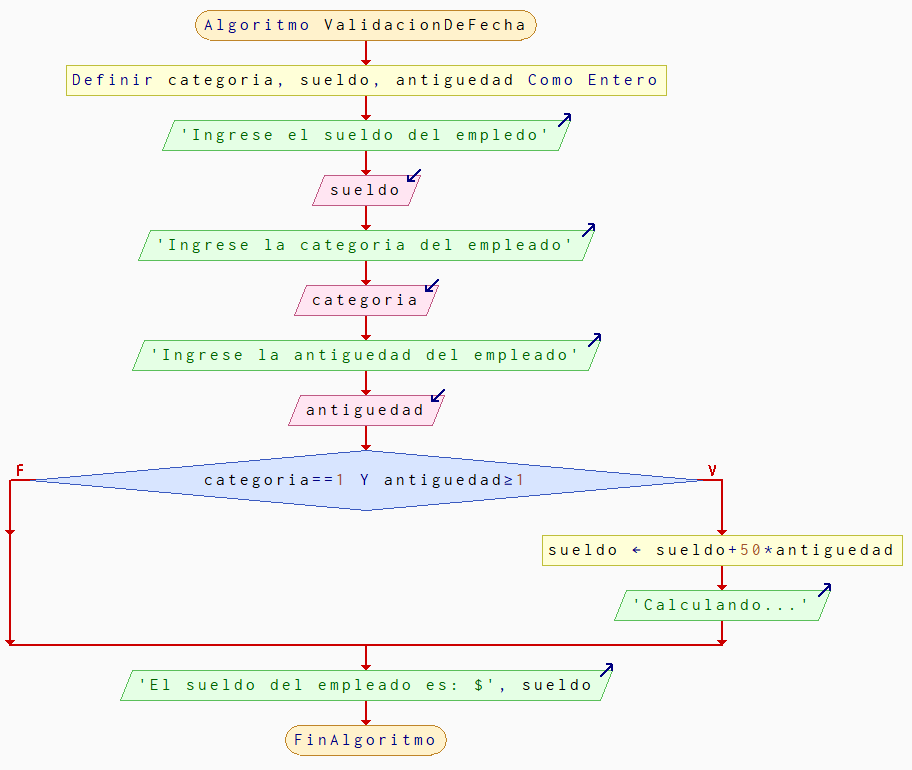 Algoritmo ValidacionDeFecha
Definir categoria, sueldo, antiguedad Como Entero
'Ingrese el sueldo del empledo'
sueldo
'Ingrese la categoria del empleado'
categoria
'Ingrese la antiguedad del empleado'
antiguedad
F
V
categoria==1 Y antiguedad≥1
sueldo ← sueldo+50*antiguedad
'Calculando...'
'El sueldo del empleado es: $', sueldo
FinAlgoritmo